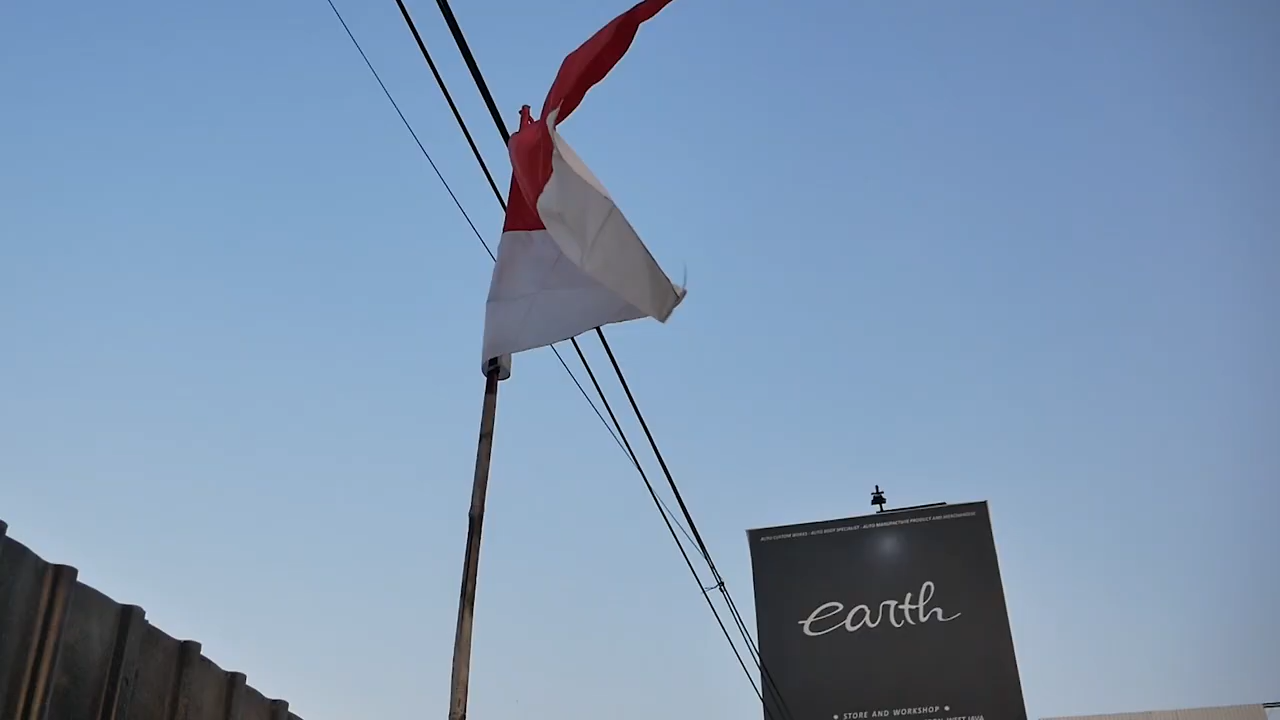 AUTO CUSTOM WORKS - AUTO BODY SPECIALIST - AUTO MANUFACTURE PRODUCT AND MERCHANDISE
earth
• STORE AND WORKSHOP •
WEST JAVA